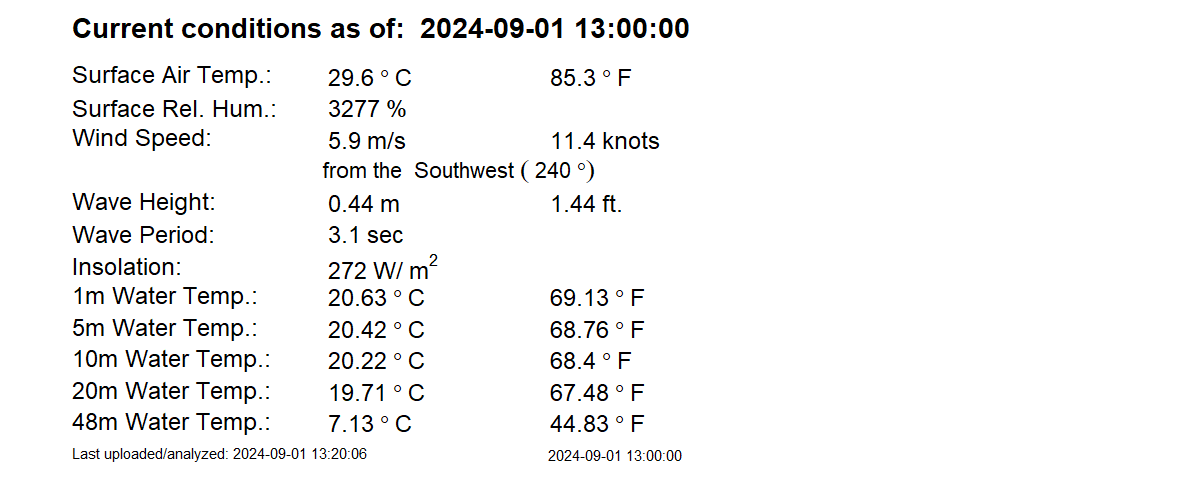 Current conditions as of: 2024-09-01 13:00:00
Surface Air Temp.: 29.6 ° C 85.3 ° F
Surface Rel. Hum.: 3277 %
Wind Speed: 5.9 m/s 11.4 knots
from the Southwest ( 240 °)
Wave Height: 0.44 m 1.44 ft.
Wave Period: 3.1 sec
Insolation: 272 W/ m²
1m Water Temp.: 20.63 ° C 69.13 ° F
5m Water Temp.: 20.42 ° C 68.76 ° F
10m Water Temp.: 20.22 ° C 68.4 ° F
20m Water Temp.: 19.71 ° C 67.48 ° F
48m Water Temp.: 7.13 ° C 44.83 ° F
Last uploaded/analyzed: 2024-09-01 13:20:06 2024-09-01 13:00:00